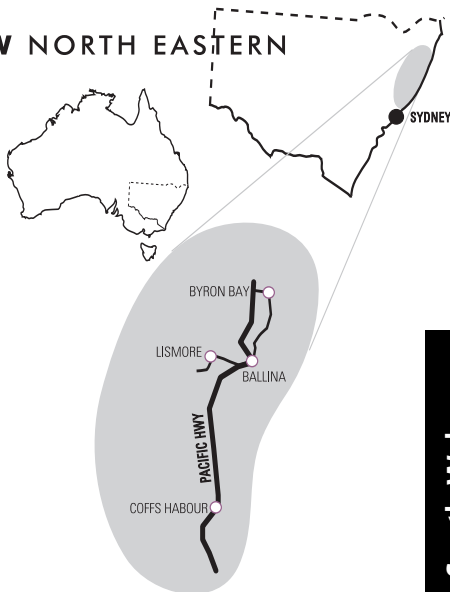 NORTH EASTERN
SYDNEY
BYRON BAY
LISMORE
BALLINA
PACIFIC HWY
COFFS HABOUR